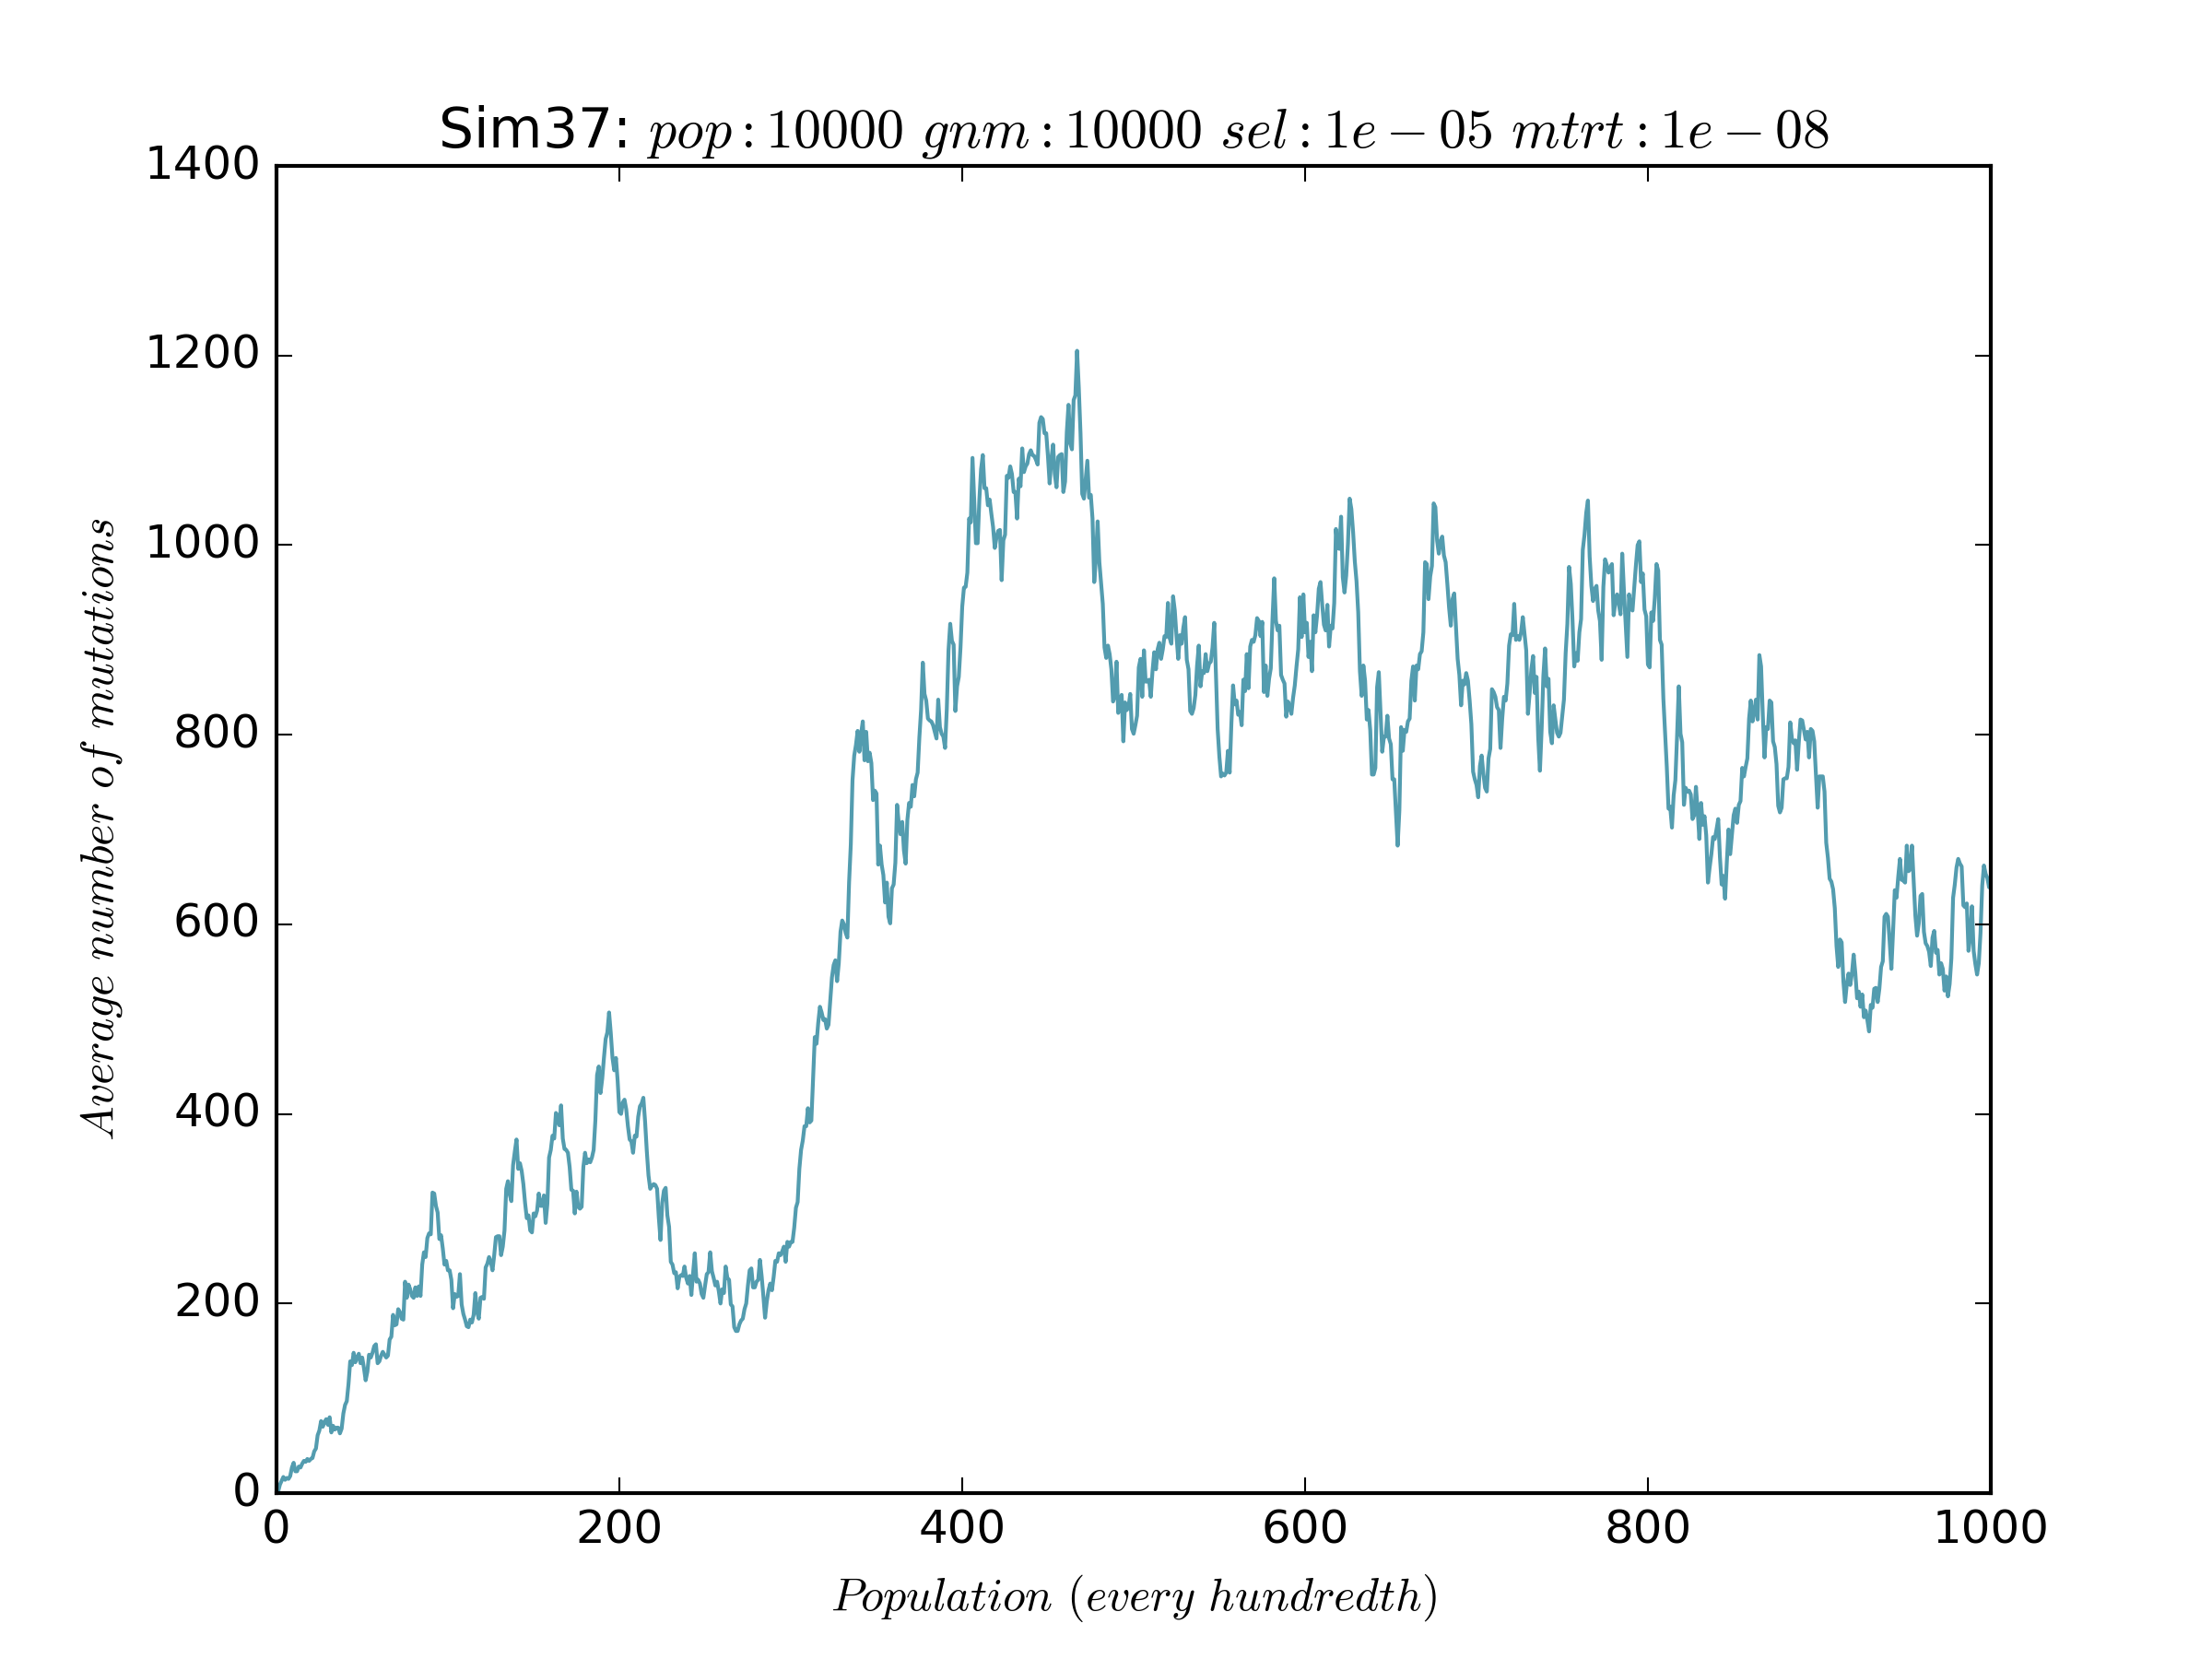 Sim37: pop : 10000 gnm : 10000 sel : 1e − 05 mtrt : 1e − 08
1400
1200
1000
800
600
400
200
0
Average number of mutations
0 200 400 600 800 1000
Population (every hundredth)